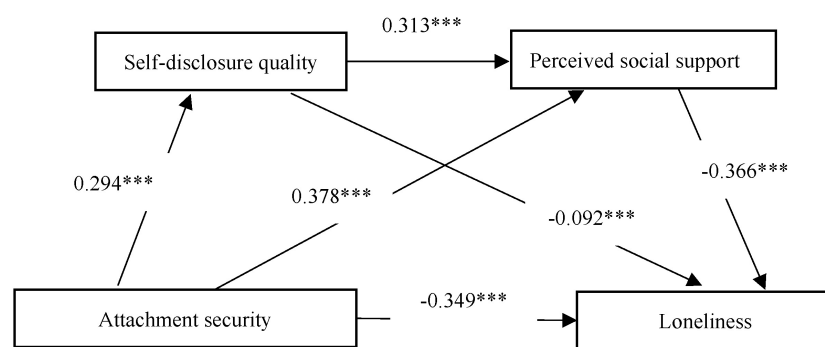 0.313***
Self-disclosure quality
Perceived social support
0.294***
0.378***
-0.366***
-0.092***
-0.349***
Attachment security
Loneliness